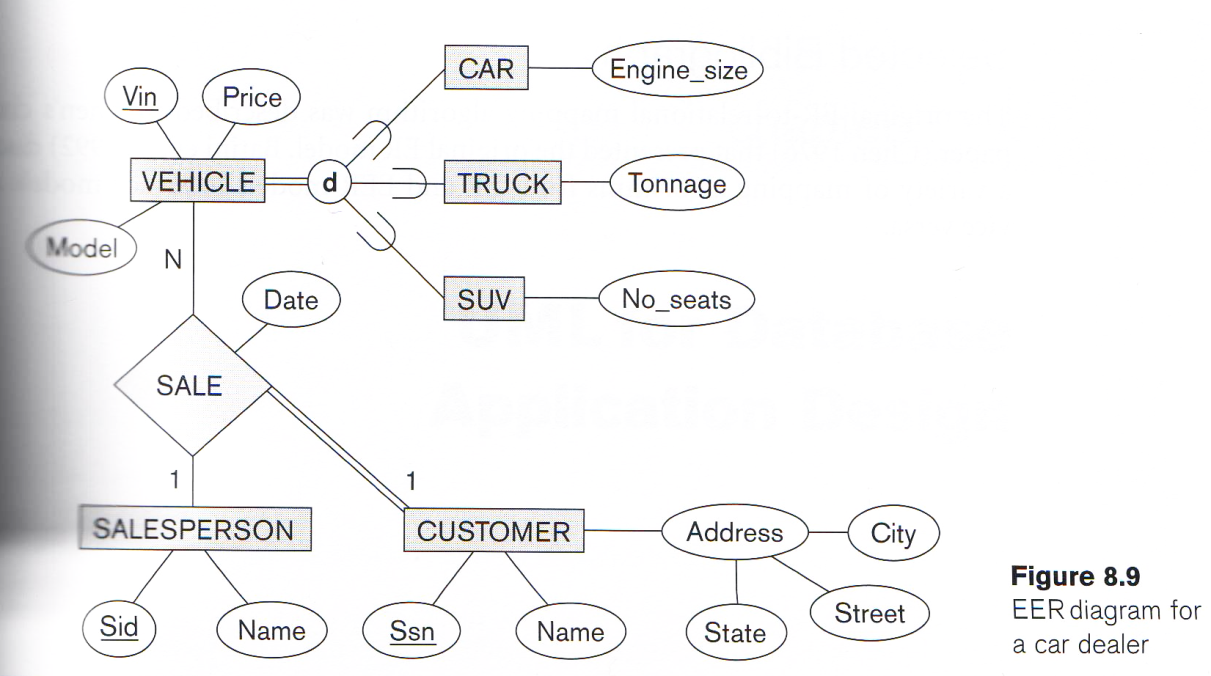 CAR
Engine_size
Vin
Price
VEHICLE
d
TRUCK
Tonnage
Model
N
Date
SUV
No_seats
SALE
1
1
SALESPERSON
CUSTOMER
Address
City
Sid
Name
Ssn
Name
State
Street
Figure 8.9
EER diagram for
a car dealer